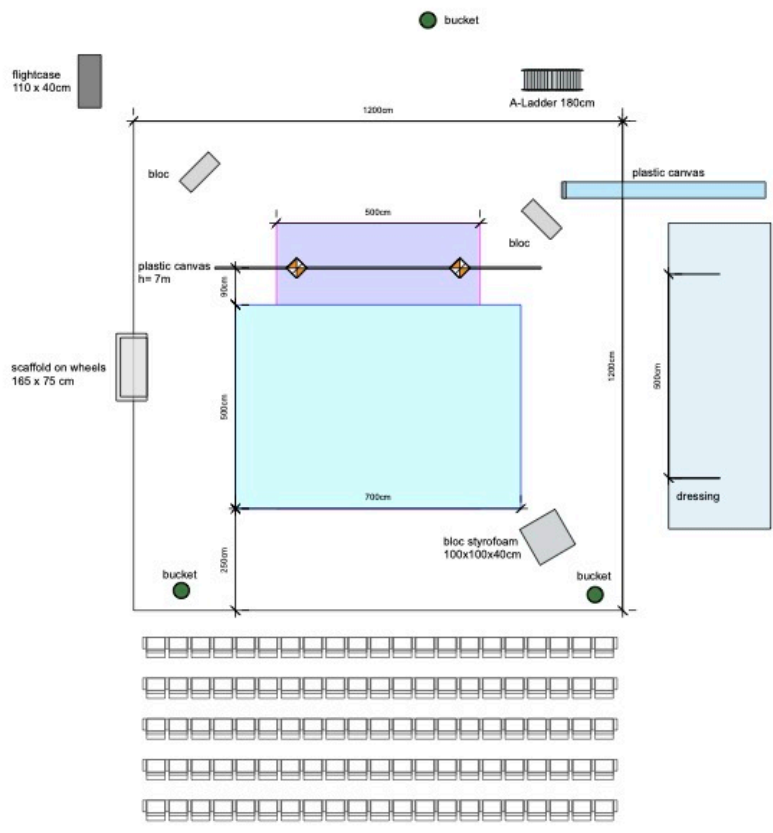 bucket
flightcase
110 x 40cm
A-Ladder 180cm
1200cm
bloc
plastic canvas
500cm
bloc
plastic canvas
h= 7m
90cm
scaffold on wheels
165 x 75 cm
1200cm
500cm
500cm
700cm
dressing
bloc styrofoam
100x100x40cm
250cm
bucket
bucket